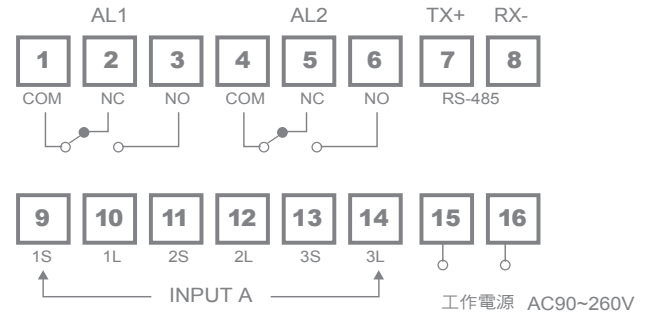 AL1 AL2 TX+ RX-
1 2 3 4 5 6 7 8
COM NC NO COM NC NO RS-485
9 10 11 12 13 14 15 16
1S 1L 2S 2L 3S 3L
INPUT A
工作電源 AC90~260V